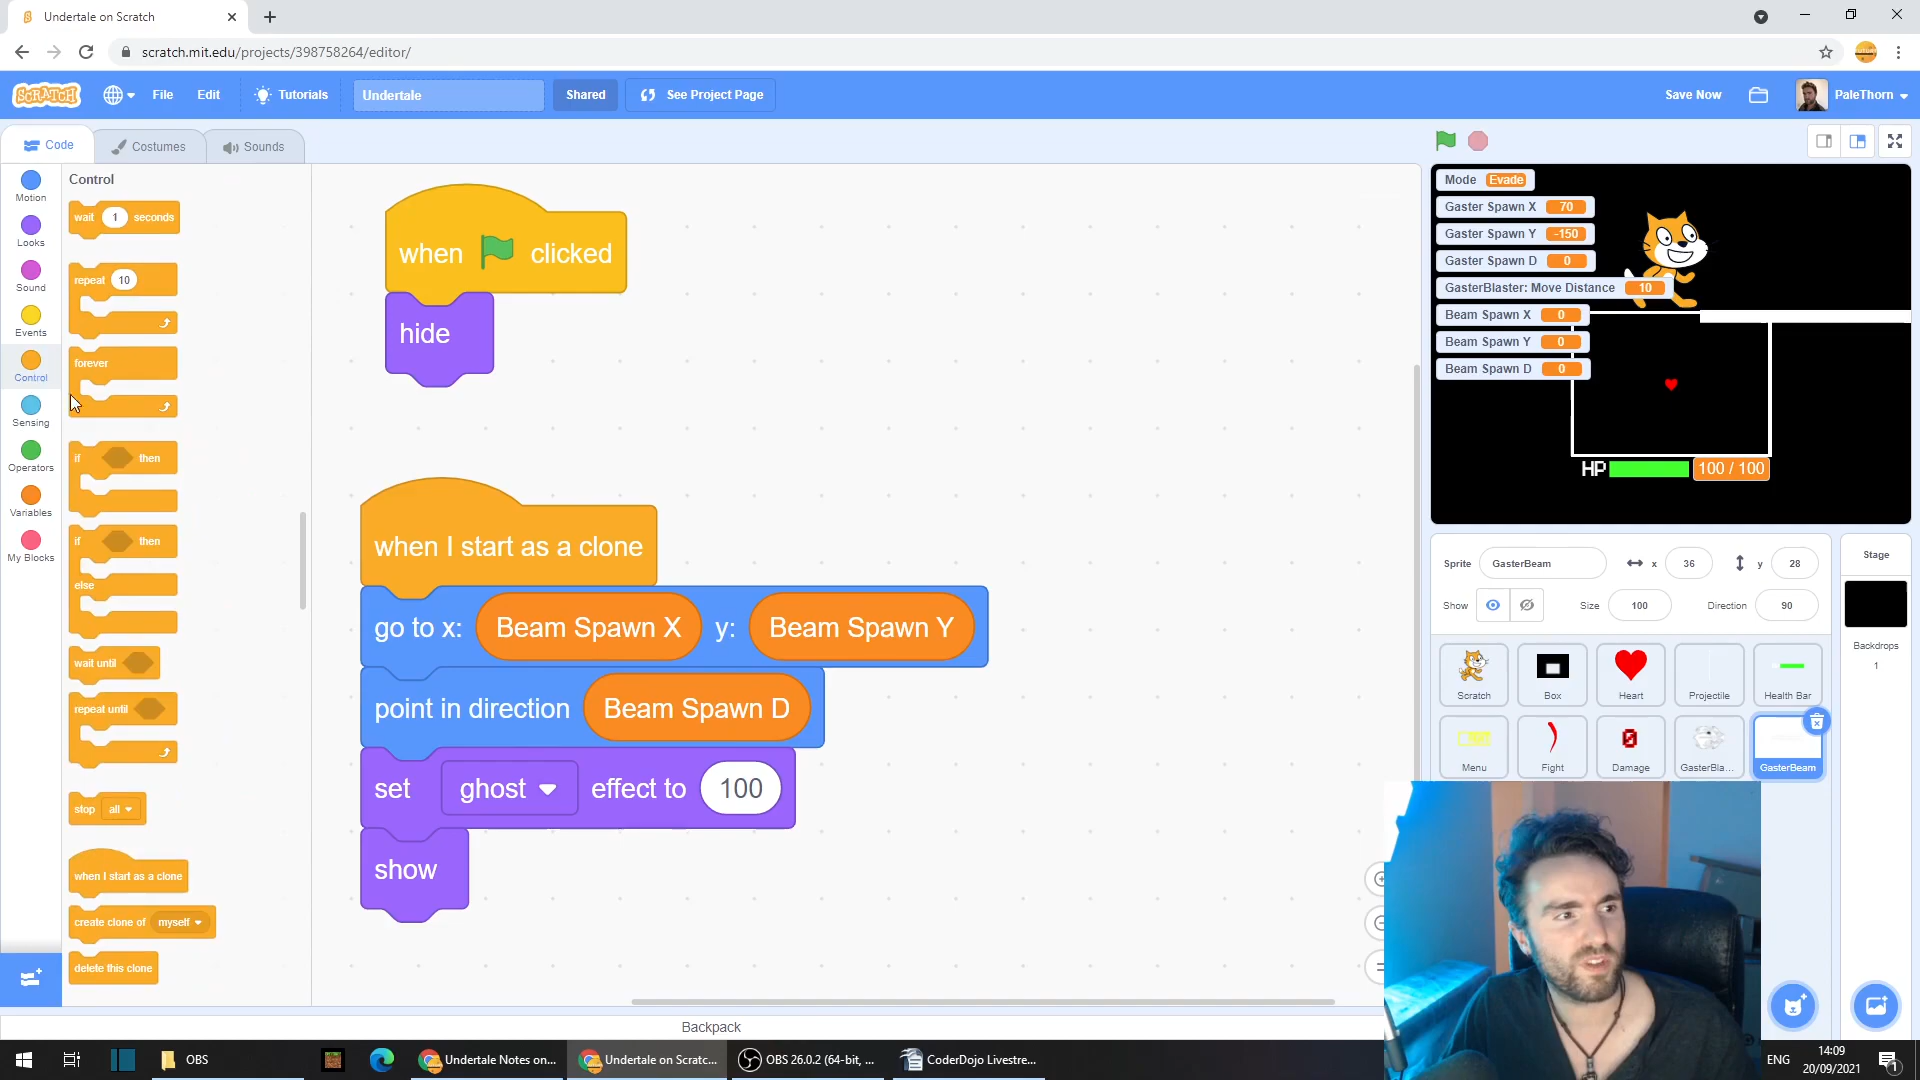 Undertale on Scratch
scratch.mit.edu/projects/398758264/editor/
SCRATCH
File
Edit
Tutorials
Undertale
Shared
See Project Page
Save Now
PaleThorn
Code
Costumes
Sounds
Motion
Looks
Sound
Events
Control
Sensing
Operators
Variables
My Blocks
Control
wait 1 seconds
repeat 10
forever
if then
if then
else
wait until
repeat until
stop all
when I start as a clone
create clone of myself
delete this clone
when clicked
hide
when I start as a clone
go to x: Beam Spawn X y: Beam Spawn Y
point in direction Beam Spawn D
set ghost effect to 100
show
Backpack
Mode Evade
Gaster Spawn X 70
Gaster Spawn Y -150
Gaster Spawn D 0
GasterBlaster: Move Distance 10
Beam Spawn X 0
Beam Spawn Y 0
Beam Spawn D 0
HP 100 / 100
Sprite GasterBeam x 36 y 28
Show Size 100 Direction 90
Scratch
Box
Heart
Projectile
Health Bar
Menu
Fight
Damage
GasterBla...
GasterBeam
Stage
Backdrops
1
OBS
Undertale Notes on...
Undertale on Scratc...
OBS 26.0.2 (64-bit, ...
CoderDojo Livestre...
ENG
14:09
20/09/2021
1